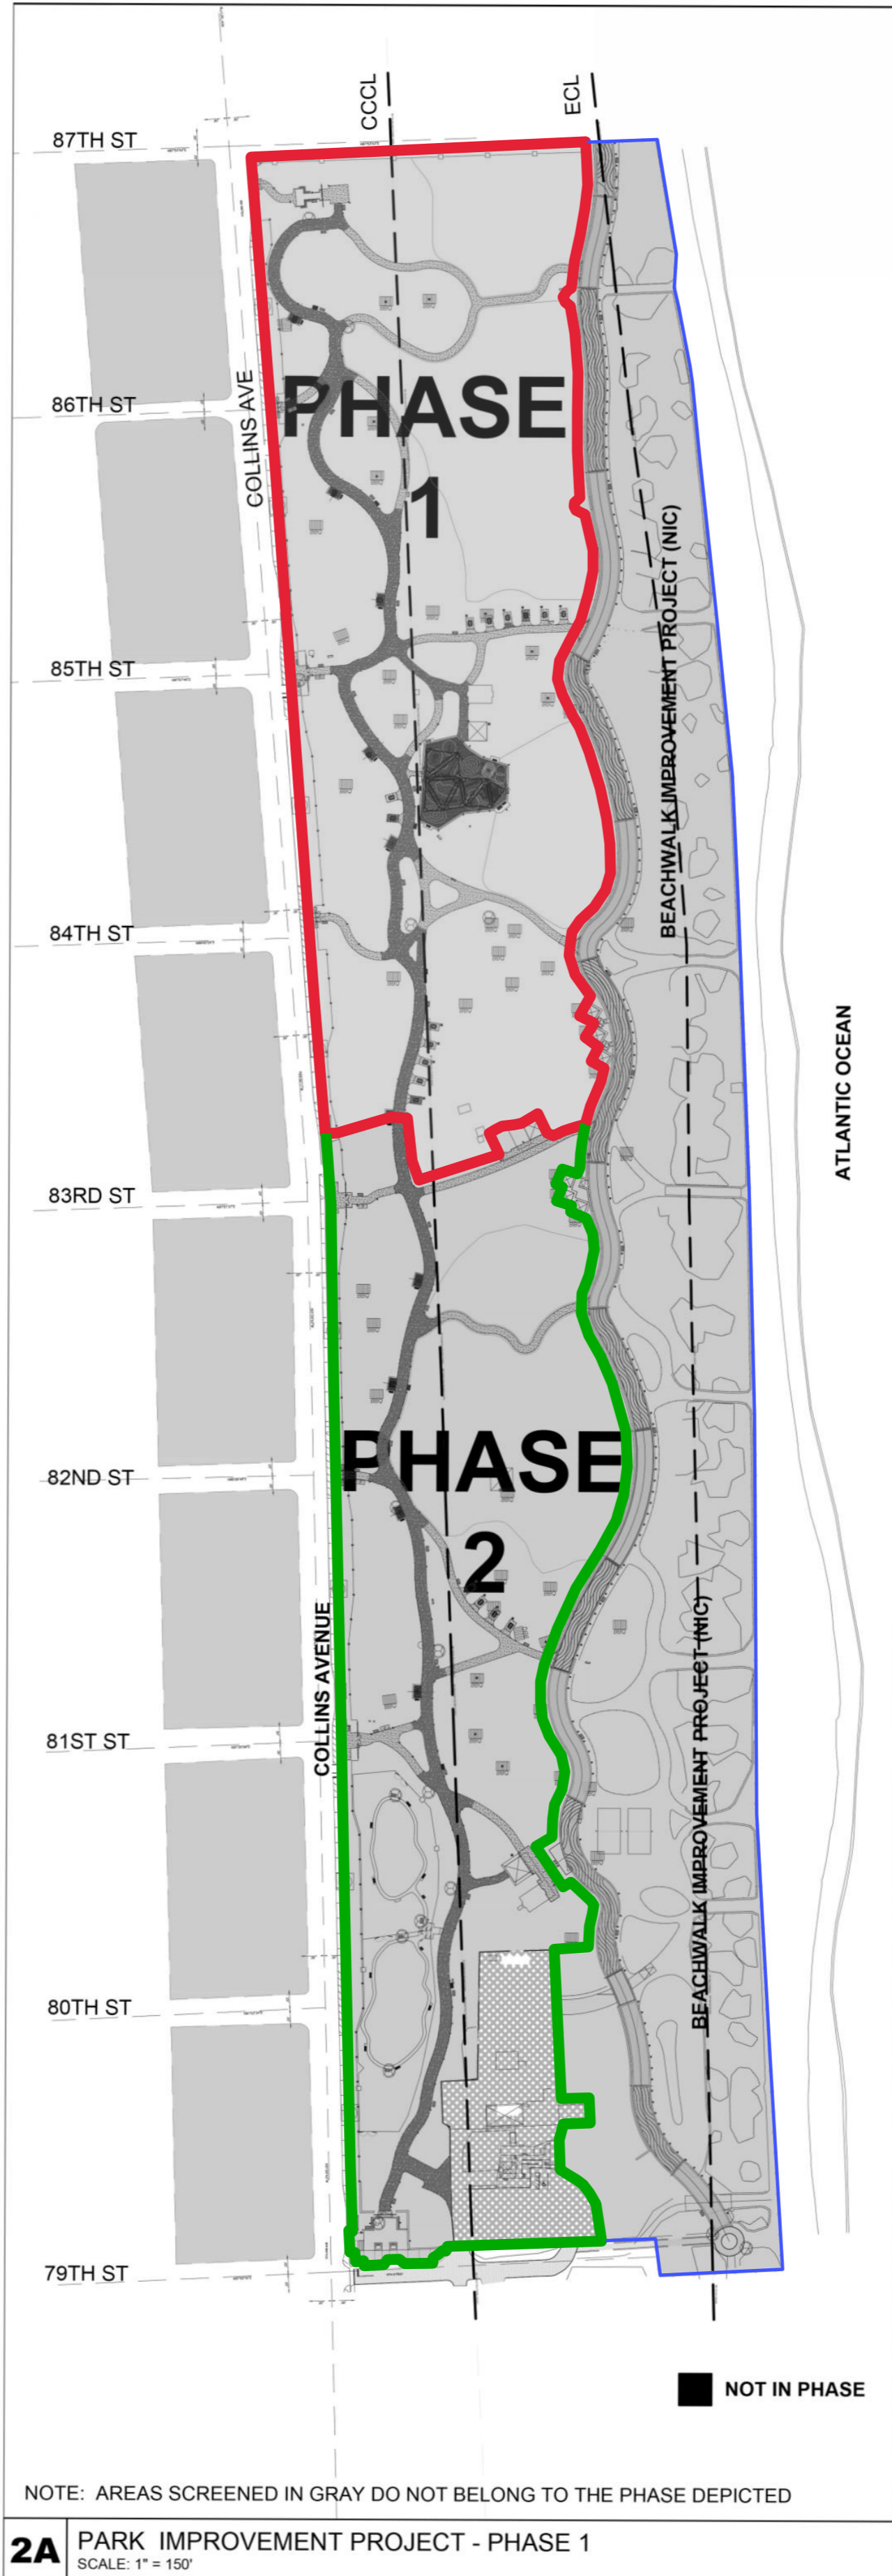 CCCL
ECL
87TH ST
86TH ST
COLLINS AVE
PHASE
1
BEACHWALK IMPROVEMENT PROJECT (NIC)
85TH ST
84TH ST
ATLANTIC OCEAN
83RD ST
82ND ST
PHASE
2
COLLINS AVENUE
BEACHWALK IMPROVEMENT PROJECT (NIC)
81ST ST
80TH ST
79TH ST
NOT IN PHASE
NOTE: AREAS SCREENED IN GRAY DO NOT BELONG TO THE PHASE DEPICTED
2A
PARK IMPROVEMENT PROJECT - PHASE 1
SCALE: 1" = 150'